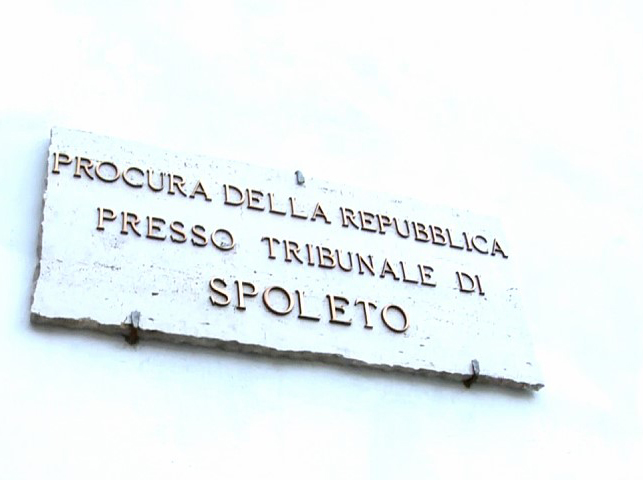 PROCURA DELLA REPUBBLICA
PRESSO TRIBUNALE DI
SPOLETO